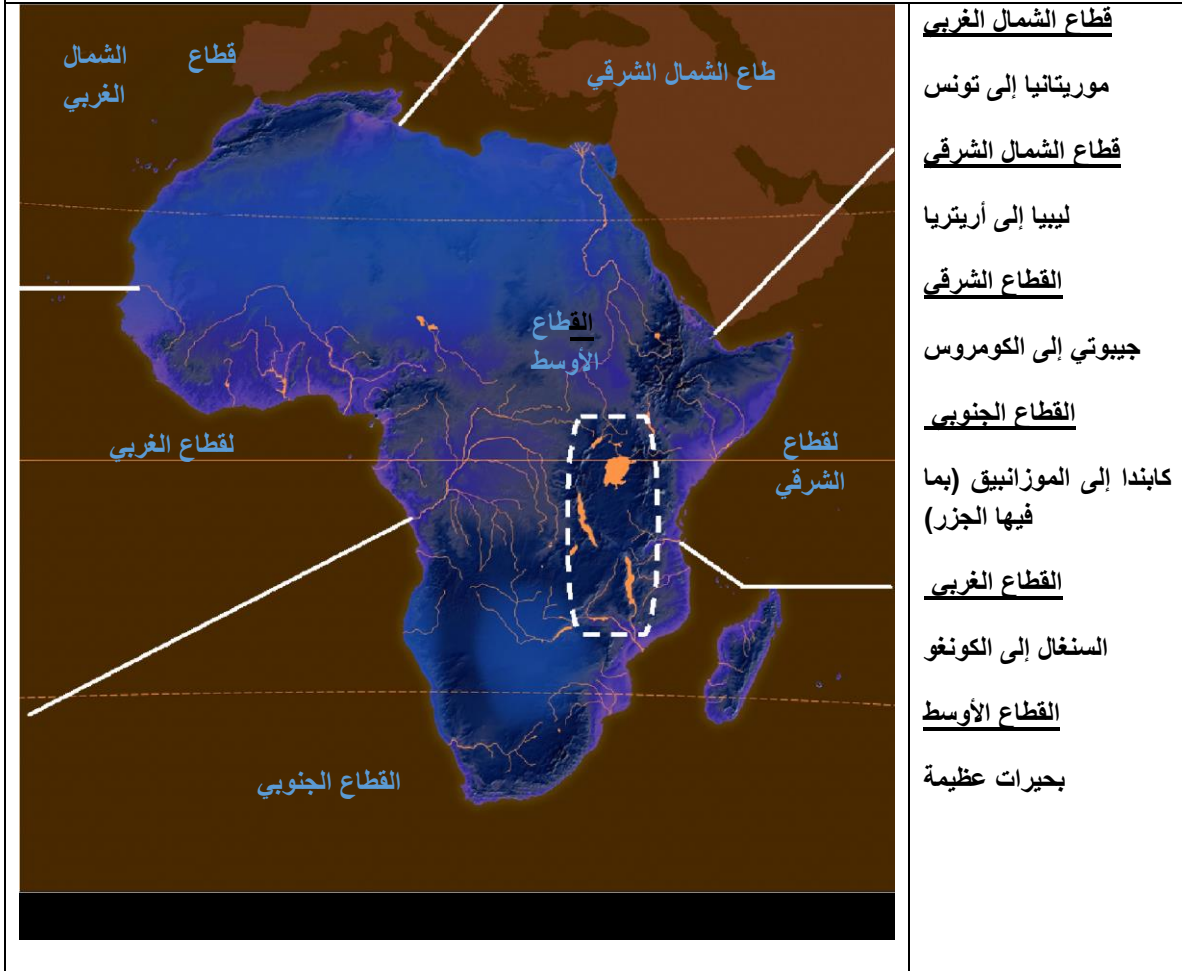 قطاع الشمال
الغربي
طاع الشمال الشرقي
القطاع
الأوسط
لقطاع الغربي
لقطاع
الشرقي
القطاع الجنوبي
قطاع الشمال الغربي
موريتانيا إلى تونس
قطاع الشمال الشرقي
ليبيا إلى أريتريا
القطاع الشرقي
جيبوتي إلى الكومروس
القطاع الجنوبي
كابندا إلى الموزانبيق (بما
فيها الجزر)
القطاع الغربي
السنغال إلى الكونغو
القطاع الأوسط
بحيرات عظيمة